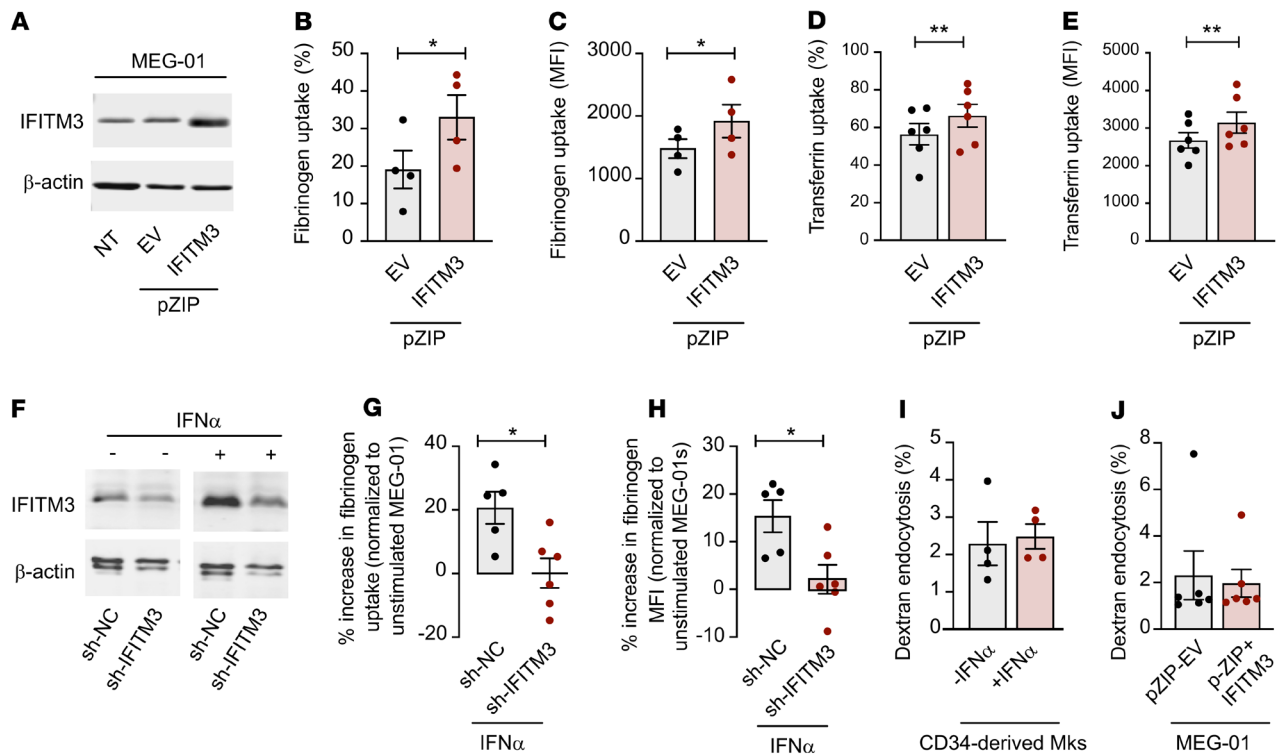 A
MEG-01
IFITM3
β-actin
NT
EV
IFITM3
pZIP
B
Fibrinogen uptake (%)
50
40
30
20
10
0
*
EV
IFITM3
pZIP
C
Fibrinogen uptake (MFI)
3000
2000
1000
0
*
EV
IFITM3
pZIP
D
Transferrin uptake (%)
100
80
60
40
20
0
**
EV
IFITM3
pZIP
E
Transferrin uptake (MFI)
5000
4000
3000
2000
1000
0
**
EV
IFITM3
pZIP
F
IFNα
- - + +
IFITM3
β-actin
sh-NC
sh-IFITM3
sh-NC
sh-IFITM3
G
% increase in fibrinogen
uptake (normalized to
unstimulated MEG-01)
40
20
0
-20
*
sh-NC
sh-IFITM3
IFNα
H
% increase in fibrinogen
MFI (normalized to
unstimulated MEG-01s)
30
20
10
0
-10
*
sh-NC
sh-IFITM3
IFNα
I
Dextran endocytosis (%)
5
4
3
2
1
0
-IFNα
+IFNα
CD34-derived Mks
J
Dextran endocytosis (%)
8
6
4
2
0
pZIP-EV
p-ZIP+
IFITM3
MEG-01